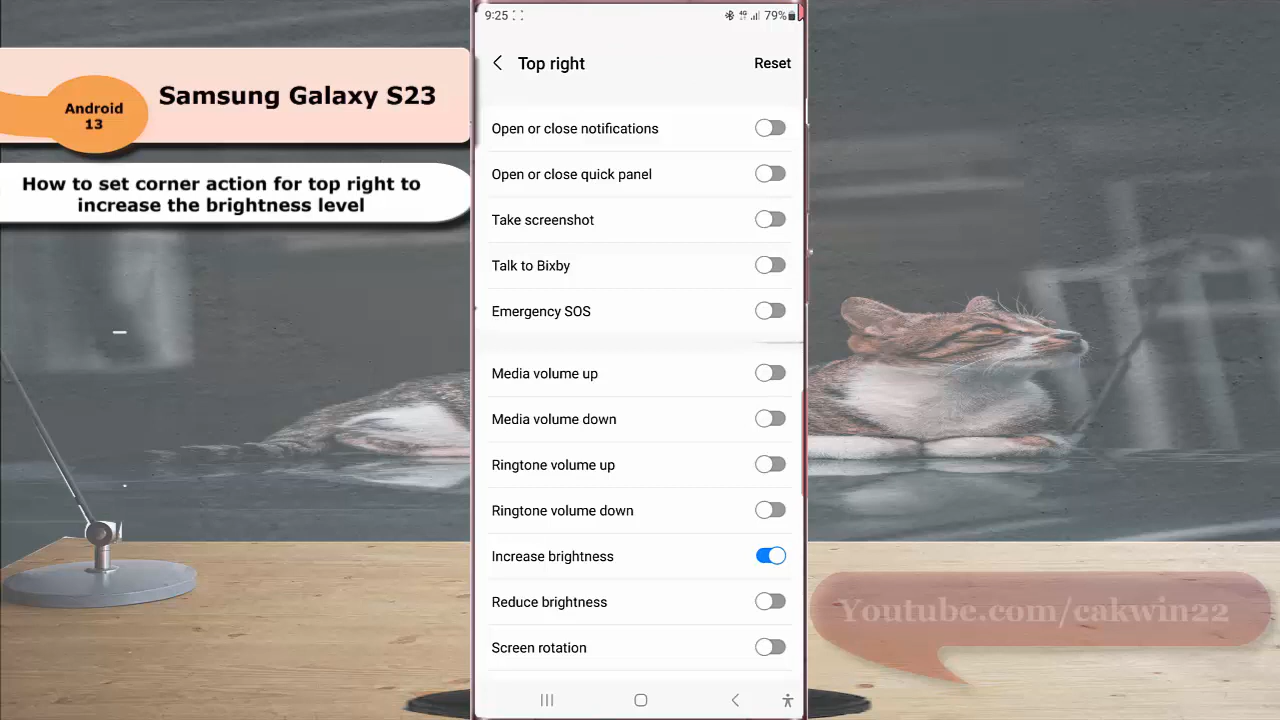 Android
13
Samsung Galaxy S23
How to set corner action for top right to
increase the brightness level
9:25
4G 79%
Top right
Reset
Open or close notifications
Open or close quick panel
Take screenshot
Talk to Bixby
Emergency SOS
Media volume up
Media volume down
Ringtone volume up
Ringtone volume down
Increase brightness
Reduce brightness
Screen rotation
Youtube.com/cakwin22